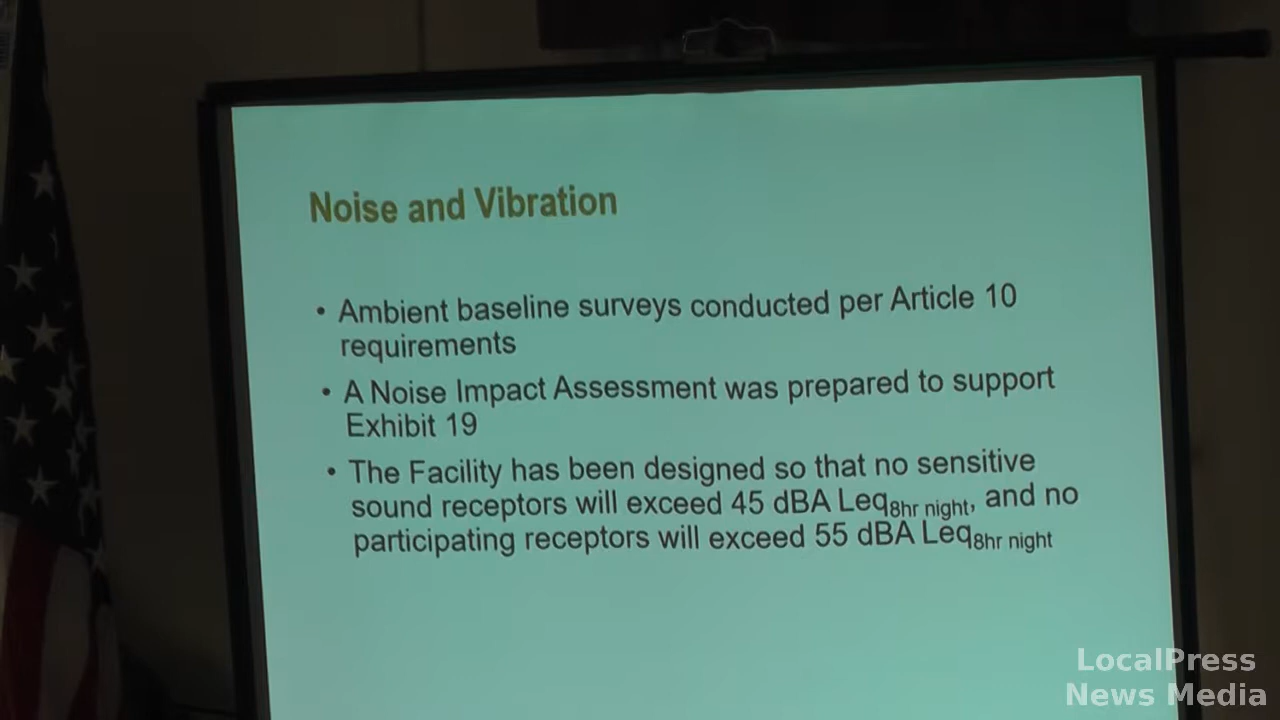 Noise and Vibration
• Ambient baseline surveys conducted per Article 10
requirements
• A Noise Impact Assessment was prepared to support
Exhibit 19
• The Facility has been designed so that no sensitive
sound receptors will exceed 45 dBA Leq8hr night, and no
participating receptors will exceed 55 dBA Leq8hr night
LocalPress
News Media